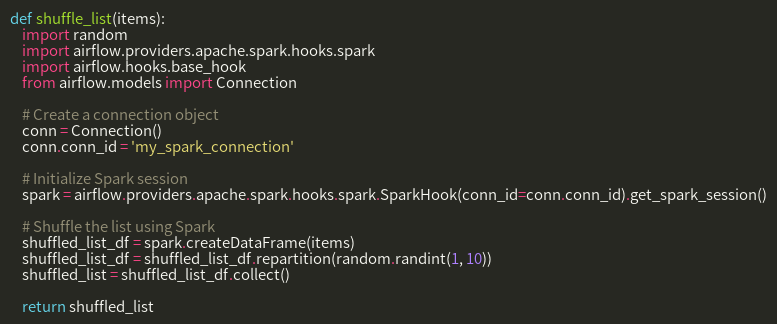 def shuffle_list(items):
    import random
    import airflow.providers.apache.spark.hooks.spark
    import airflow.hooks.base_hook
    from airflow.models import Connection

    # Create a connection object
    conn = Connection()
    conn.conn_id = 'my_spark_connection'

    # Initialize Spark session
    spark = airflow.providers.apache.spark.hooks.spark.SparkHook(conn_id=conn.conn_id).get_spark_session()

    # Shuffle the list using Spark
    shuffled_list_df = spark.createDataFrame(items)
    shuffled_list_df = shuffled_list_df.repartition(random.randint(1, 10))
    shuffled_list = shuffled_list_df.collect()

    return shuffled_list